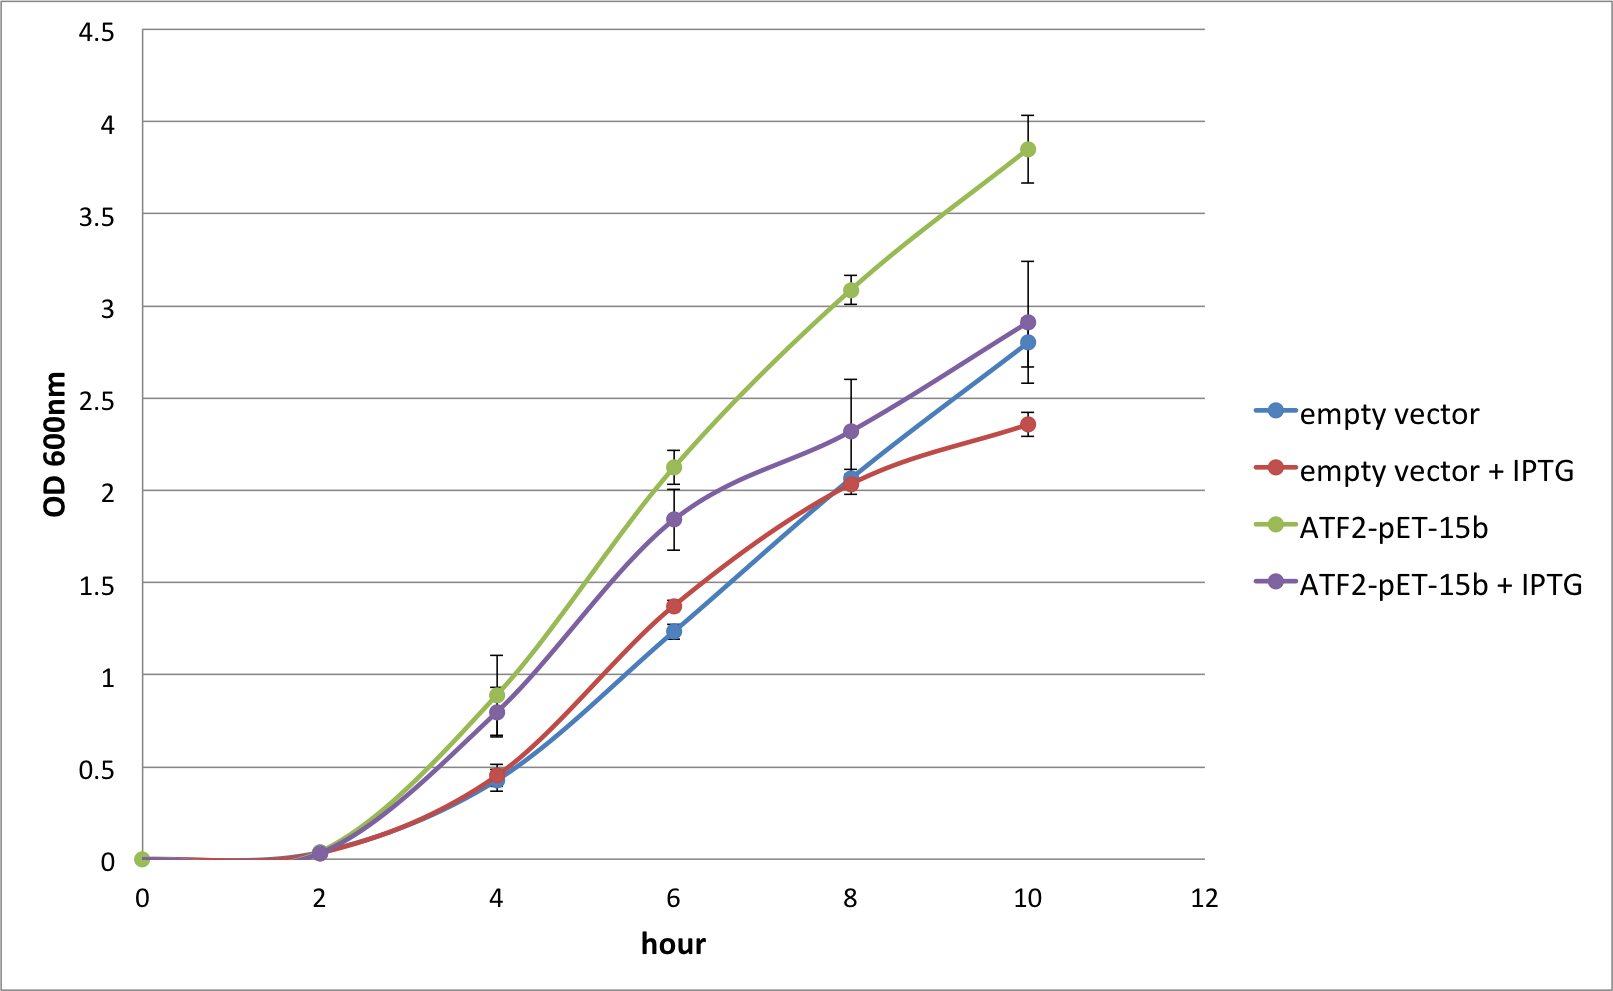 4.5
4
3.5
3
2.5
2
1.5
1
0.5
0
OD 600nm
0 2 4 6 8 10 12
hour
empty vector
empty vector + IPTG
ATF2-pET-15b
ATF2-pET-15b + IPTG